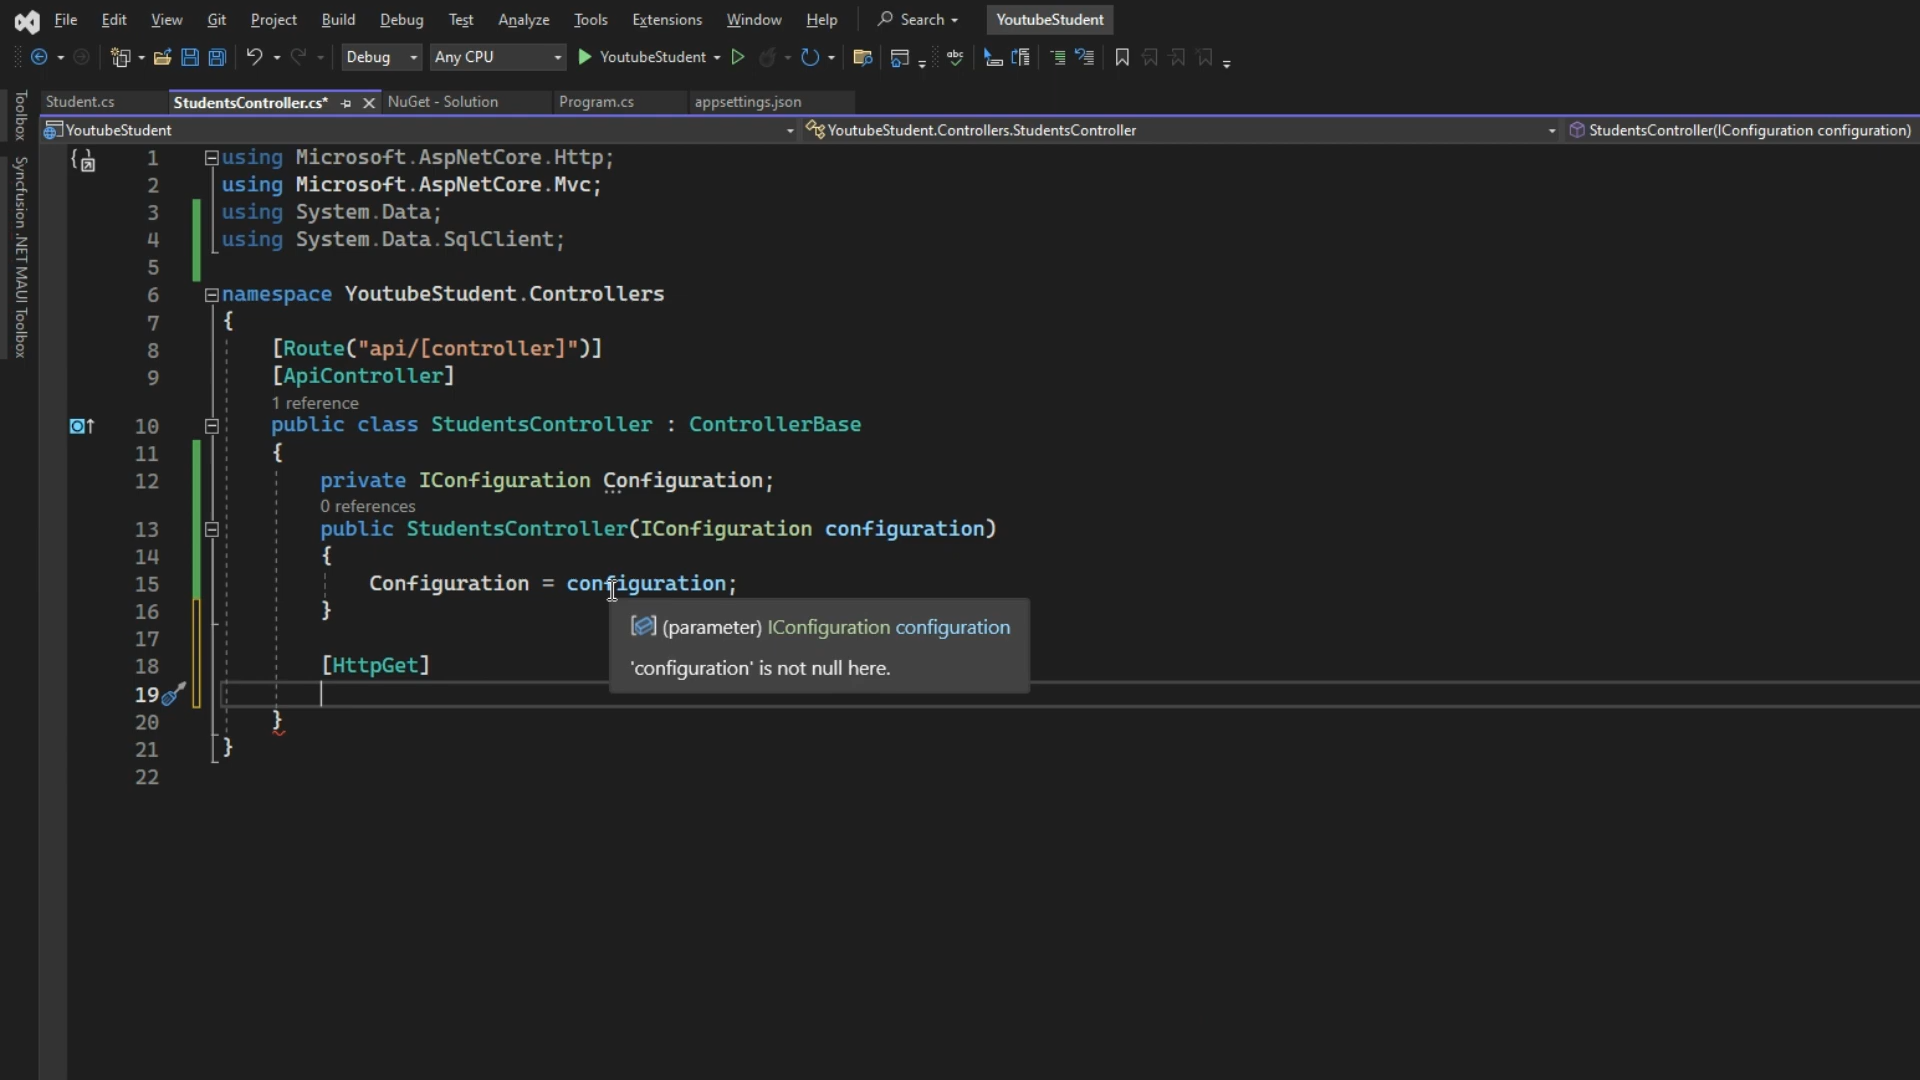 File Edit View Git Project Build Debug Test Analyze Tools Extensions Window Help Search YoutubeStudent
Debug Any CPU YoutubeStudent
Student.cs StudentsController.cs* NuGet - Solution Program.cs appsettings.json
YoutubeStudent YoutubeStudent.Controllers.StudentsController StudentsController(IConfiguration configuration)
Toolbox
Syncfusion .NET MAUI Toolbox
1 using Microsoft.AspNetCore.Http;
2 using Microsoft.AspNetCore.Mvc;
3 using System.Data;
4 using System.Data.SqlClient;
5
6 namespace YoutubeStudent.Controllers
7 {
8 [Route("api/[controller]")]
9 [ApiController]
1 reference
10 public class StudentsController : ControllerBase
11 {
12 private IConfiguration Configuration;
0 references
13 public StudentsController(IConfiguration configuration)
14 {
15 Configuration = configuration;
16 }
(parameter) IConfiguration configuration
17
18 [HttpGet]
'configuration' is not null here.
19
20 }
21 }
22